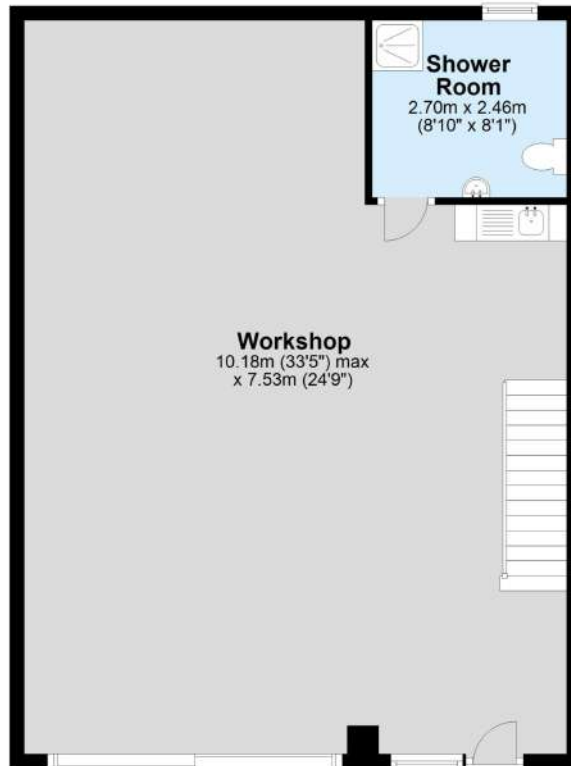 Shower
Room
2.70m x 2.46m
(8'10" x 8'1")
Workshop
10.18m (33'5") max
x 7.53m (24'9")